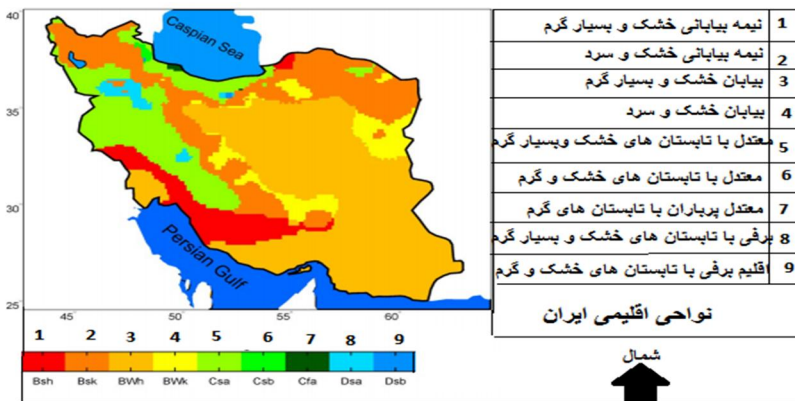 40
35
30
25
45
50
55
60
Caspian Sea
Persian Gulf
1 2 3 4 5 6 7 8 9
Bsh Bsk BWh BWk Csa Csb Cfa Dsa Dsb
نیمه بیابانی خشک و بسیار گرم 1
نیمه بیابانی خشک و سرد 2
بیابان خشک و بسیار گرم 3
بیابان خشک و سرد 4
معتدل با تابستان های خشک وبسیار گرم 5
معتدل با تابستان های خشک و گرم 6
معتدل پرباران با تابستان های گرم 7
برفی با تابستان های خشک و بسیار گرم 8
اقلیم برفی با تابستان های خشک و گرم 9
نواحی اقلیمی ایران
شمال